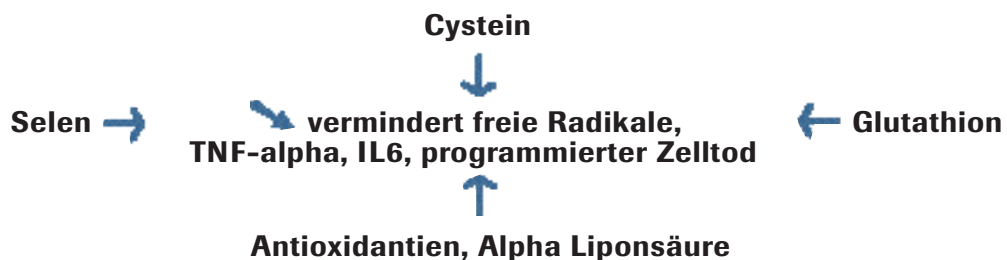 Cystein
Selen
vermindert freie Radikale,
Glutathion
TNF-alpha, IL6, programmierter Zelltod
Antioxidantien, Alpha Liponsäure